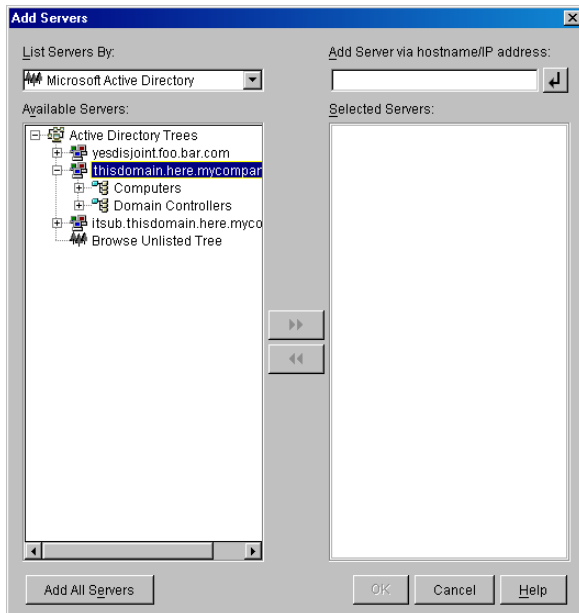 Add Servers
List Servers By:
Microsoft Active Directory
Add Server via hostname/IP address:
Available Servers:
Active Directory Trees
yesdisjoint.foo.bar.com
thisdomain.here.mycompar
Computers
Domain Controllers
itsub.thisdomain.here.myco
Browse Unlisted Tree
Selected Servers:
Add All Servers
OK
Cancel
Help